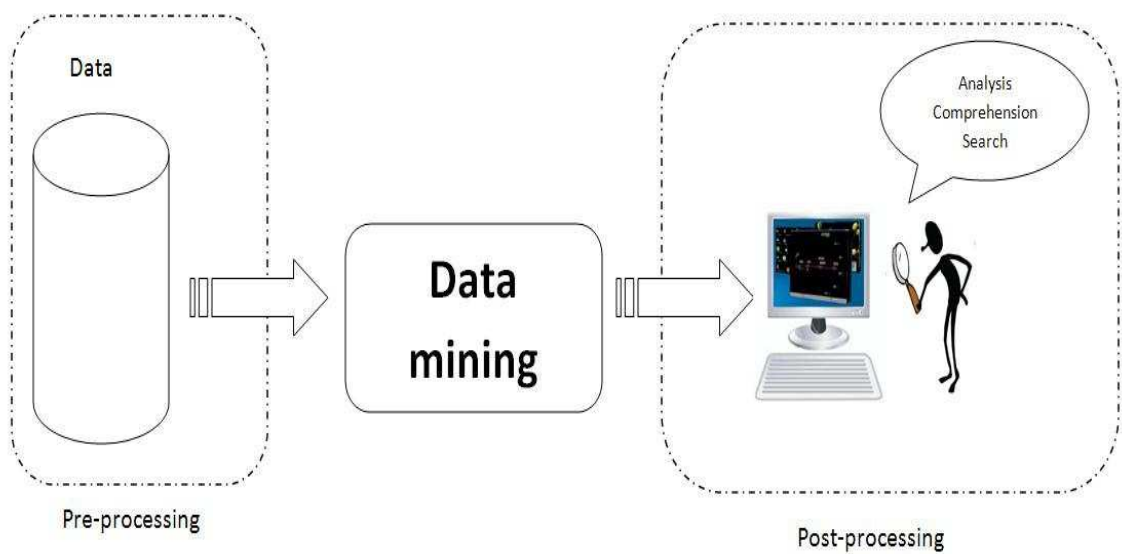 Data
Analysis
Comprehension
Search
Data
mining
Pre-processing
Post-processing